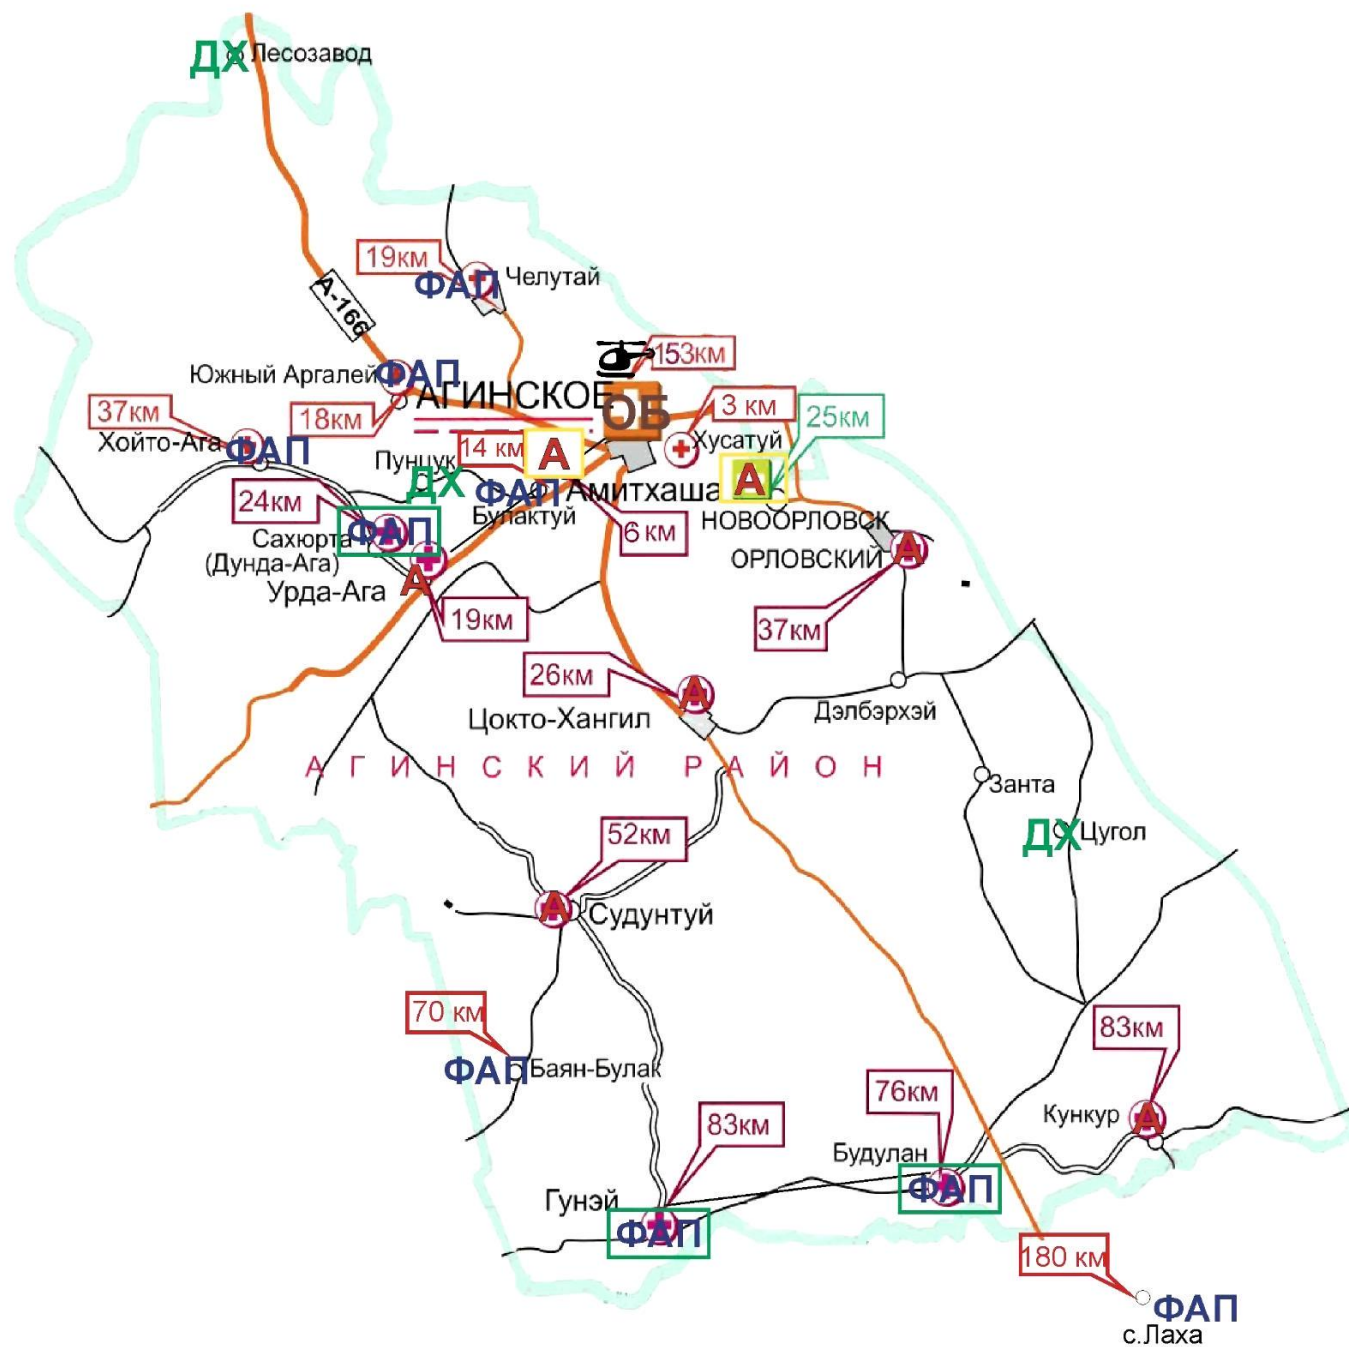 ДХ Лесозавод
19км
ФАП Челутай
А-166
153км
Южный Аргалей ФАП
АГИНСКОЕ
ОБ
37км
18км
3 км
25км
Хойто-Ага ФАП
14 км
А
Хусатуй
Пунцук
ДХ
ФАП Амитхаша
А
24км
Булактуй
НОВООРЛОВСК
6 км
Сахюрта ФАП
(Дунда-Ага)
ОРЛОВСКИЙ А
Урда-Ага А
19км
37км
26км
А
Цокто-Хангил
Дэлбэрхэй
АГИНСКИЙ РАЙОН
Занта
52км
ДХ Цугол
А Судунтуй
70 км
83км
ФАП Баян-Булак
76км
83км
Кункур А
Будулан
ФАП
Гунэй
ФАП
180 км
ФАП
с.Лаха